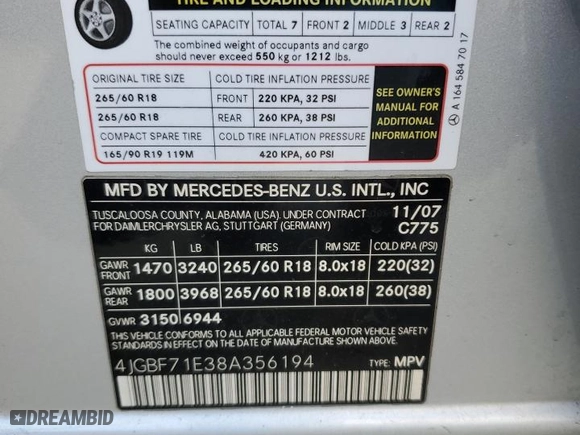 TIRE AND LOADING INFORMATION
SEATING CAPACITY TOTAL 7 FRONT 2 MIDDLE 3 REAR 2
The combined weight of occupants and cargo
should never exceed 550 kg or 1212 lbs.
ORIGINAL TIRE SIZE COLD TIRE INFLATION PRESSURE
265/60 R18 FRONT 220 KPA, 32 PSI
265/60 R18 REAR 260 KPA, 38 PSI
COMPACT SPARE TIRE COLD TIRE INFLATION PRESSURE
165/90 R19 119M 420 KPA, 60 PSI
SEE OWNER'S
MANUAL FOR
ADDITIONAL
INFORMATION
A 164 584 70 17
MFD BY MERCEDES-BENZ U.S. INTL., INC
TUSCALOOSA COUNTY, ALABAMA (USA). UNDER CONTRACT 11/07
FOR DAIMLERCHRYSLER AG, STUTTGART (GERMANY) C775
KG LB TIRES RIM SIZE COLD KPA (PSI)
GAWR FRONT 1470 3240 265/60 R18 8.0x18 220(32)
GAWR REAR 1800 3968 265/60 R18 8.0x18 260(38)
GVWR 3150 6944
THIS VEHICLE CONFORMS TO ALL APPLICABLE FEDERAL MOTOR VEHICLE
SAFETY STANDARDS IN EFFECT ON THE DATE OF MANUFACTURE SHOWN ABOVE.
4JGBF71E38A356194 TYPE: MPV
DREAMBID